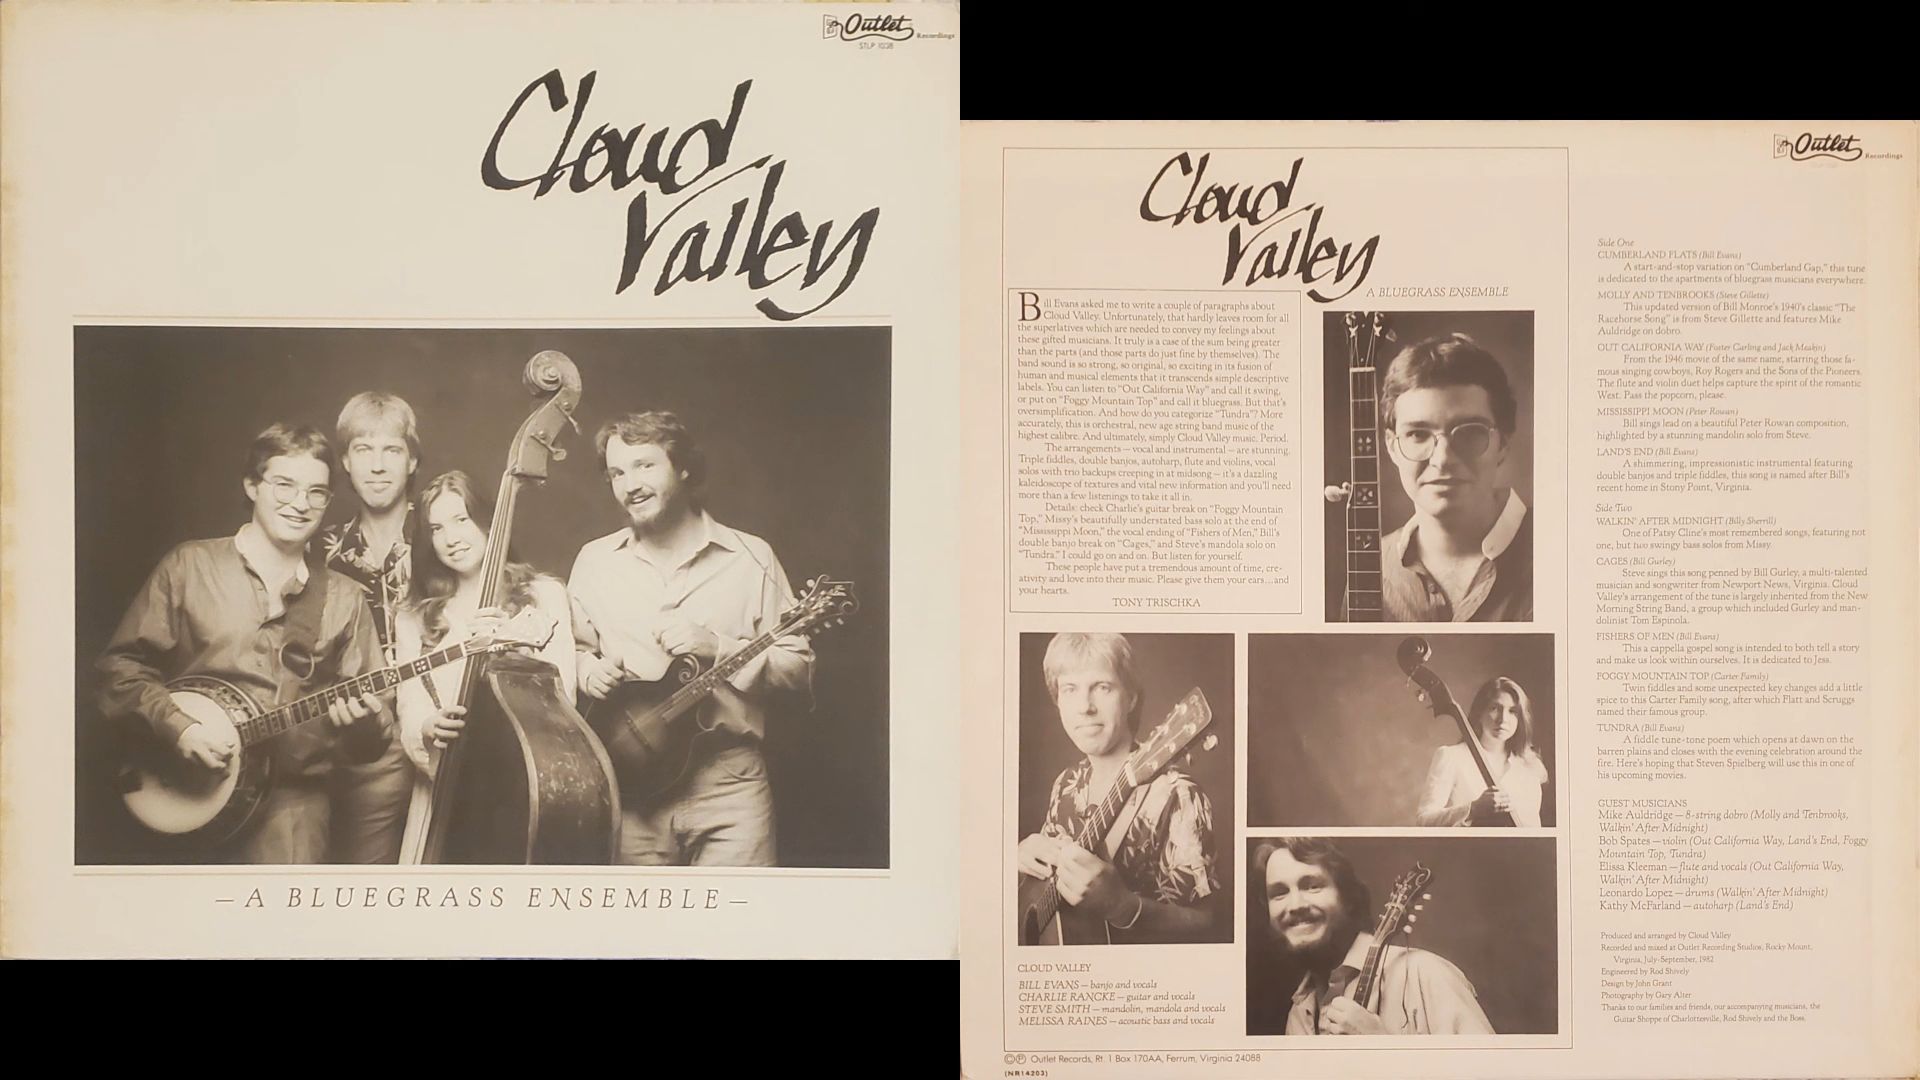 Outlet
Recordings
STLP 1038
Cloud
Valley
– A BLUEGRASS ENSEMBLE –
Outlet
Recordings
Cloud
Valley
A BLUEGRASS ENSEMBLE
Bill Evans asked me to write a couple of paragraphs about
Cloud Valley. Unfortunately, that hardly leaves room for all
the superlatives which are needed to convey my feelings about
these gifted musicians. It truly is a case of the sum being greater
than the parts (and those parts do just fine by themselves). The
band sound is so strong, so original, so exciting in its fusion of
human and musical elements that it transcends simple descriptive
labels. You can listen to "Out California Way" and call it swing,
or put on "Foggy Mountain Top" and call it bluegrass. But that's
oversimplification. And how do you categorize "Tundra"? More
accurately, this is orchestral, new age string band music of the
highest calibre. And ultimately, simply Cloud Valley music. Period.
The arrangements – vocal and instrumental – are stunning.
Triple fiddles, double banjos, autoharp, flute and violins, vocal
solos with trio backups creeping in at midsong – it's a dazzling
kaleidoscope of textures and vital new information and you'll need
more than a few listenings to take it all in.
Details: check Charlie's guitar break on "Foggy Mountain
Top," Missy's beautifully understated bass solo at the end of
"Mississippi Moon," the vocal ending of "Fishers of Men," Bill's
double banjo break on "Cages," and Steve's mandola solo on
"Tundra." I could go on and on. But listen for yourself.
These people have put a tremendous amount of time, cre-
ativity and love into their music. Please give them your ears...and
your hearts.
TONY TRISCHKA
CLOUD VALLEY
BILL EVANS – banjo and vocals
CHARLIE RANCKE – guitar and vocals
STEVE SMITH – mandolin, mandola and vocals
MELISSA RAINES – acoustic bass and vocals
©℗ Outlet Records, Rt. 1 Box 170AA, Ferrum, Virginia 24088
(NR14203)
Side One
CUMBERLAND FLATS (Bill Evans)
A start-and-stop variation on "Cumberland Gap," this tune
is dedicated to the apartments of bluegrass musicians everywhere.
MOLLY AND TENBROOKS (Steve Gillette)
This updated version of Bill Monroe's 1940's classic "The
Racehorse Song" is from Steve Gillette and features Mike
Auldridge on dobro.
OUT CALIFORNIA WAY (Foster Carling and Jack Meakin)
From the 1946 movie of the same name, starring those fa-
mous singing cowboys, Roy Rogers and the Sons of the Pioneers.
The flute and violin duet helps capture the spirit of the romantic
West. Pass the popcorn, please.
MISSISSIPPI MOON (Peter Rowan)
Bill sings lead on a beautiful Peter Rowan composition,
highlighted by a stunning mandolin solo from Steve.
LAND'S END (Bill Evans)
A shimmering, impressionistic instrumental featuring
double banjos and triple fiddles, this song is named after Bill's
recent home in Stony Point, Virginia.
Side Two
WALKIN' AFTER MIDNIGHT (Billy Sherrill)
One of Patsy Cline's most remembered songs, featuring not
one, but two swingy bass solos from Missy.
CAGES (Bill Gurley)
Steve sings this song penned by Bill Gurley, a multi-talented
musician and songwriter from Newport News, Virginia. Cloud
Valley's arrangement of the tune is largely inherited from the New
Morning String Band, a group which included Gurley and man-
dolinist Tom Espinola.
FISHERS OF MEN (Bill Evans)
This a cappella gospel song is intended to both tell a story
and make us look within ourselves. It is dedicated to Jess.
FOGGY MOUNTAIN TOP (Carter Family)
Twin fiddles and some unexpected key changes add a little
spice to this Carter Family song, after which Flatt and Scruggs
named their famous group.
TUNDRA (Bill Evans)
A fiddle tune-tone poem which opens at dawn on the
barren plains and closes with the evening celebration around the
fire. Here's hoping that Steven Spielberg will use this in one of
his upcoming movies.
GUEST MUSICIANS
Mike Auldridge – 8-string dobro (Molly and Tenbrooks,
Walkin' After Midnight)
Bob Spates – violin (Out California Way, Land's End, Foggy
Mountain Top, Tundra)
Elissa Kleeman – flute and vocals (Out California Way,
Walkin' After Midnight)
Leonardo Lopez – drums (Walkin' After Midnight)
Kathy McFarland – autoharp (Land's End)
Produced and arranged by Cloud Valley
Recorded and mixed at Outlet Recording Studios, Rocky Mount,
Virginia, July-September, 1982
Engineered by Rod Shively
Design by John Grant
Photography by Gary Alter
Thanks to our families and friends, our accompanying musicians, the
Guitar Shoppe of Charlottesville, Rod Shively and the Boss.